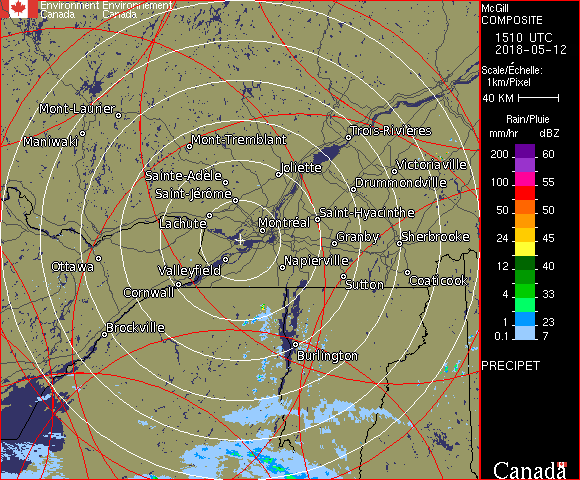 Environment Environnement
Canada Canada
McGill
COMPOSITE
1510 UTC
2018-05-12
Scale/Échelle:
1km/Pixel
40 KM
Rain/Pluie
mm/hr dBZ
200 60
100 55
50 50
24 45
12 40
4 33
1 23
0.1 7
PRECIPET
Canada
Mont-Laurier
Maniwaki
Mont-Tremblant
Trois-Rivières
Joliette
Victoriaville
Sainte-Adèle
Drummondville
Saint-Jérôme
Lachute
Montréal
Saint-Hyacinthe
Granby
Sherbrooke
Ottawa
Valleyfield
Napierville
Cornwall
Sutton
Coaticook
Brockville
Burlington